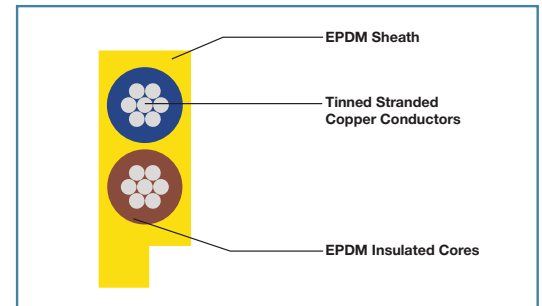 EPDM Sheath
Tinned Stranded
Copper Conductors
EPDM Insulated Cores